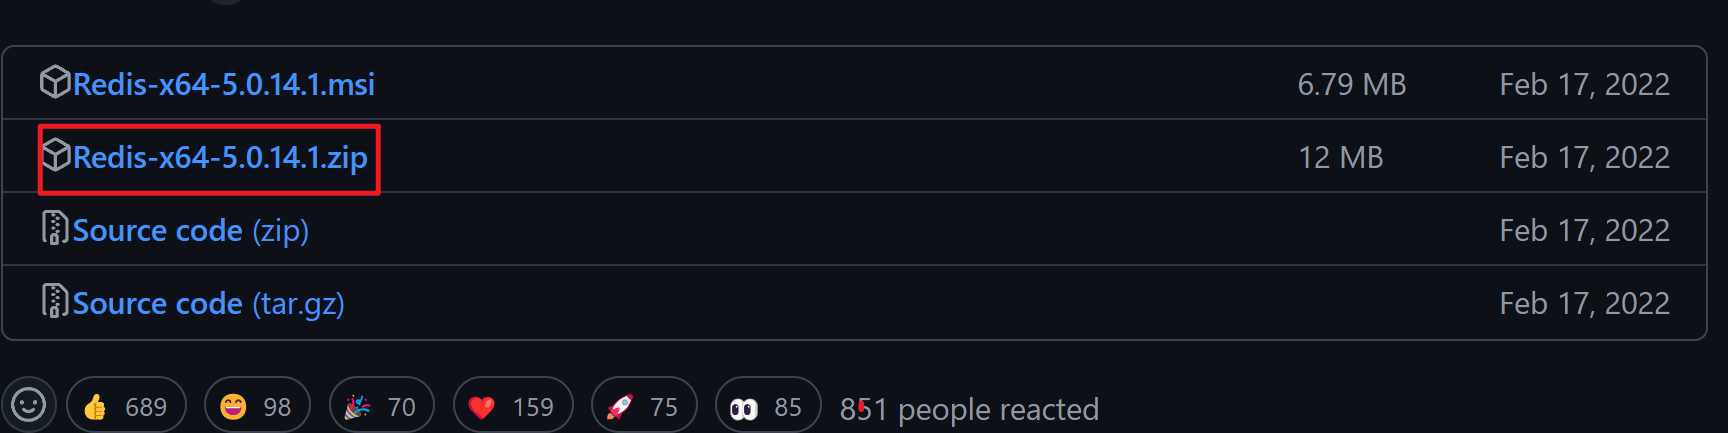 Redis-x64-5.0.14.1.msi 6.79 MB Feb 17, 2022
Redis-x64-5.0.14.1.zip 12 MB Feb 17, 2022
Source code (zip) Feb 17, 2022
Source code (tar.gz) Feb 17, 2022
689 98 70 159 75 85 851 people reacted